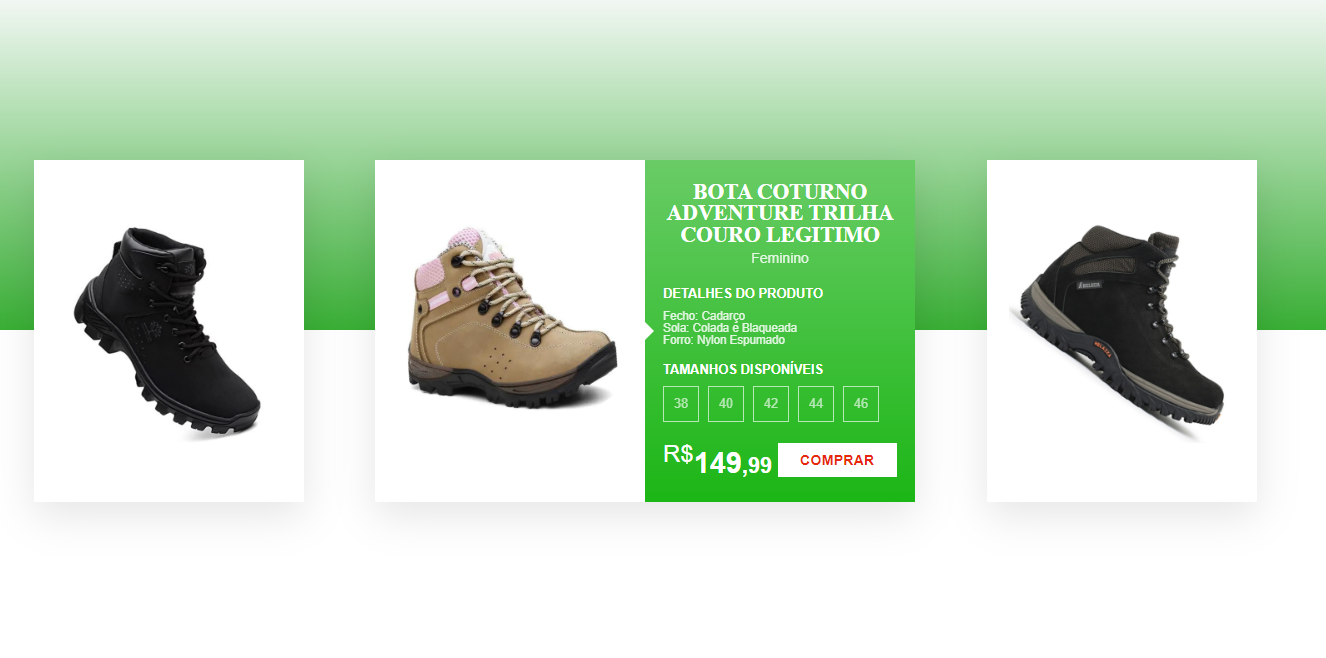 BOTA COTURNO
ADVENTURE TRILHA
COURO LEGITIMO
Feminino
DETALHES DO PRODUTO
Fecho: Cadarço
Sola: Colada e Blaqueada
Forro: Nylon Espumado
TAMANHOS DISPONÍVEIS
38 40 42 44 46
R$149,99 COMPRAR